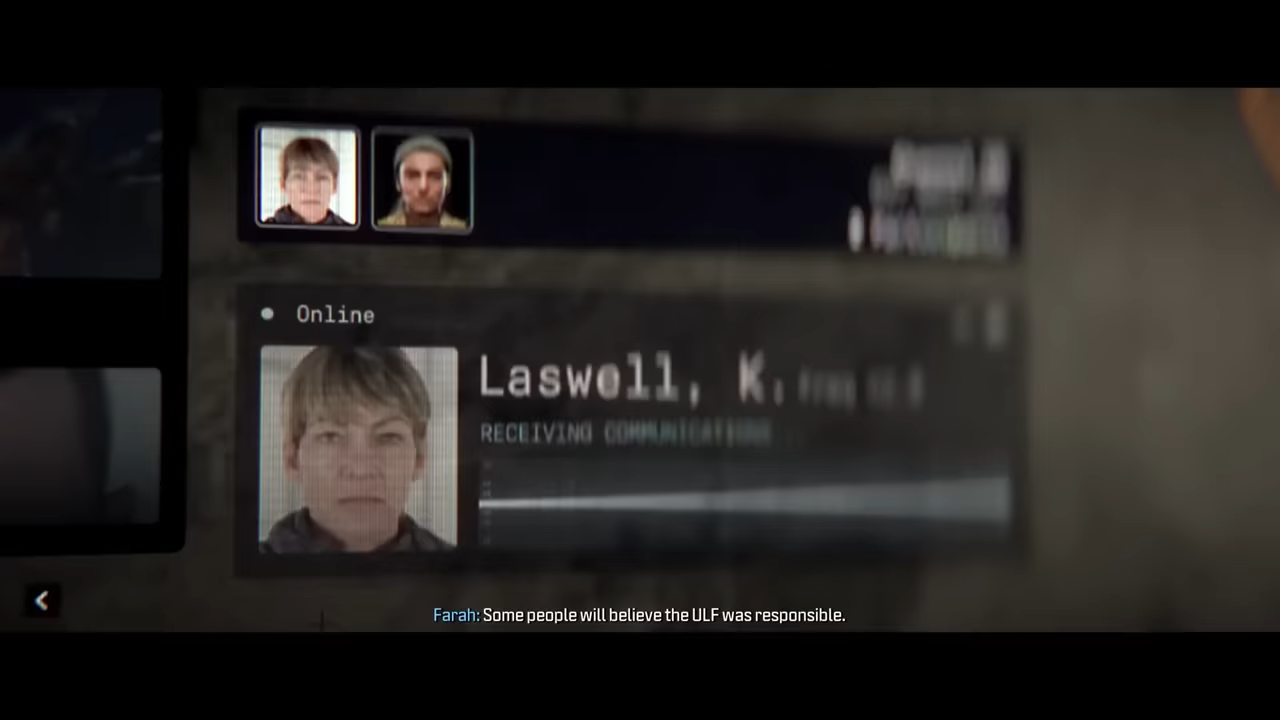 Online
Laswell, K.
RECEIVING COMMUNICATIONS
Farah: Some people will believe the ULF was responsible.